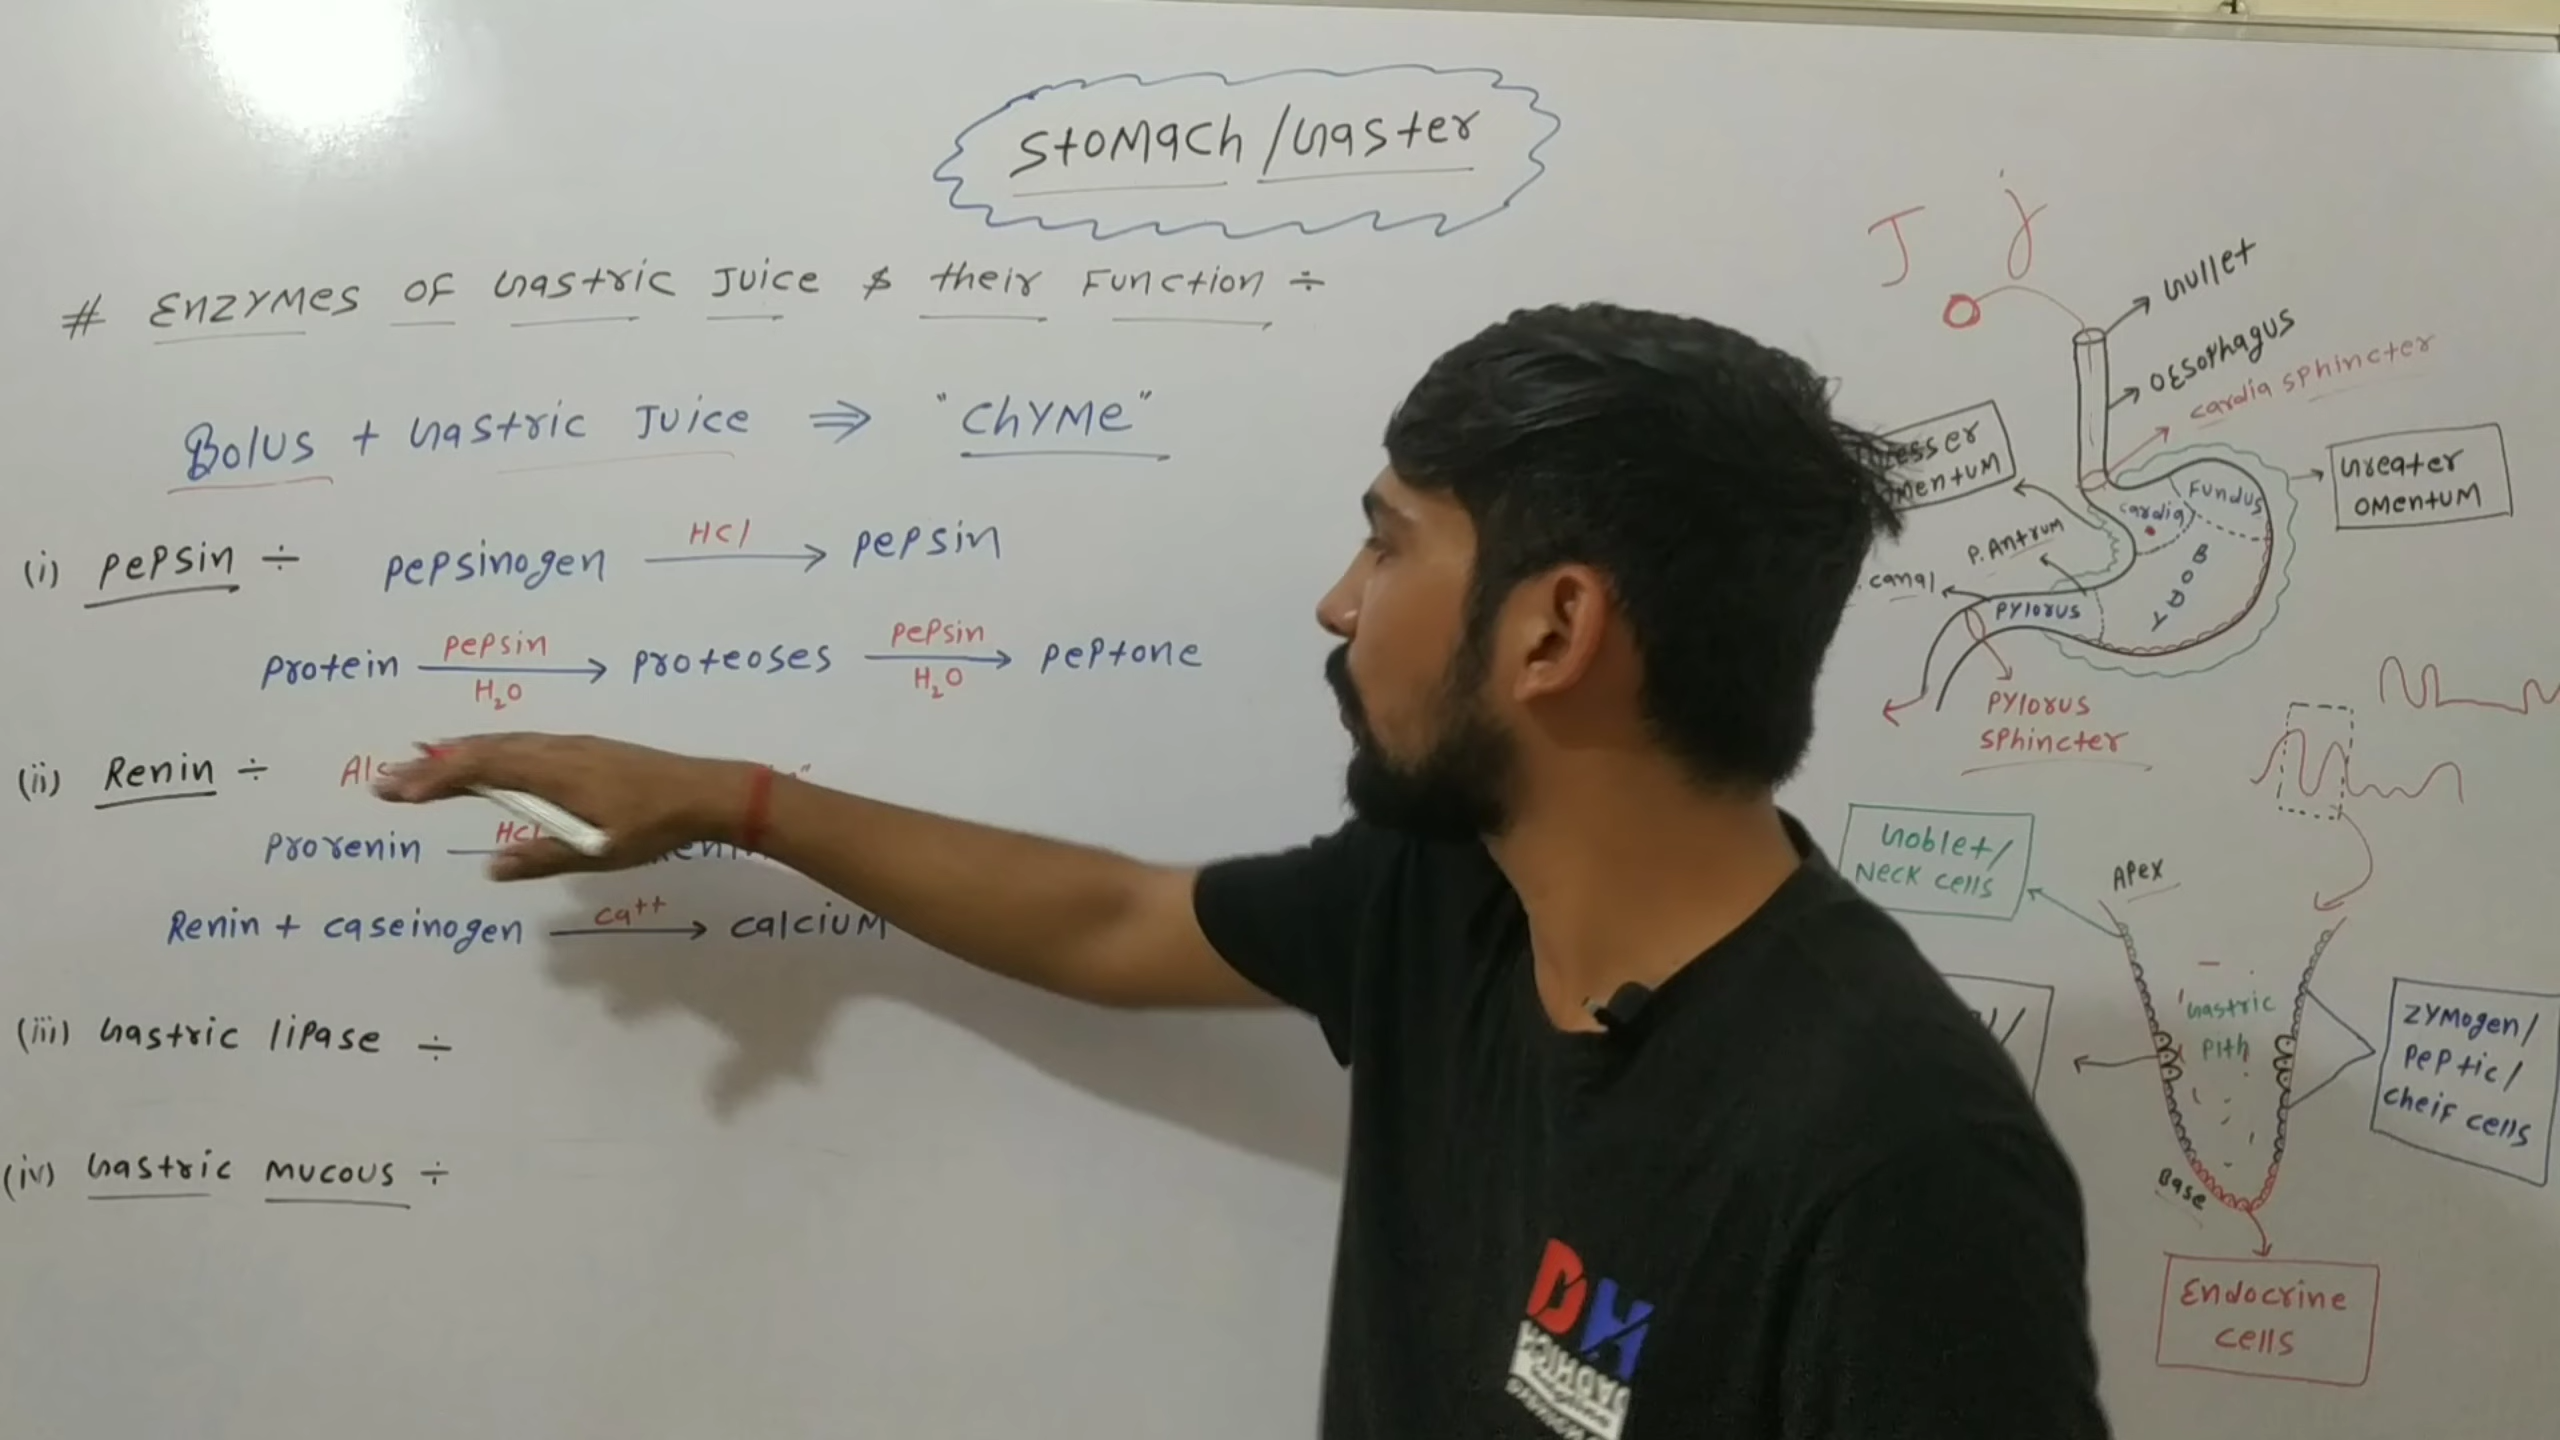 Stomach / Gaster
# Enzymes of Gastric Juice & their Function ÷
Bolus + Gastric Juice ⇒ "Chyme"
(i) Pepsin ÷ pepsinogen HCl → pepsin
Protein pepsin H₂O → proteoses pepsin H₂O → peptone
(ii) Renin ÷
Prorenin HCl
Renin + caseinogen Ca++ → calcium
(iii) Gastric lipase ÷
(iv) Gastric mucous ÷
J
Gullet
Oesophagus
cardia sphincter
Greater
omentum
Fundus
cardia
BODY
P. Antrum
canal
Pylorus
Pylorus
sphincter
Goblet/
Neck cells
Apex
Gastric
Pith
Zymogen/
Peptic/
Cheif cells
Base
Endocrine
cells
DH